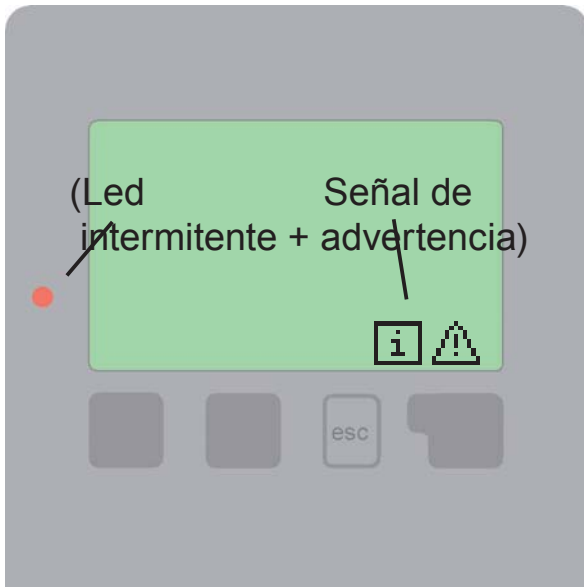 (Led Señal de
intermitente + advertencia)
i
esc